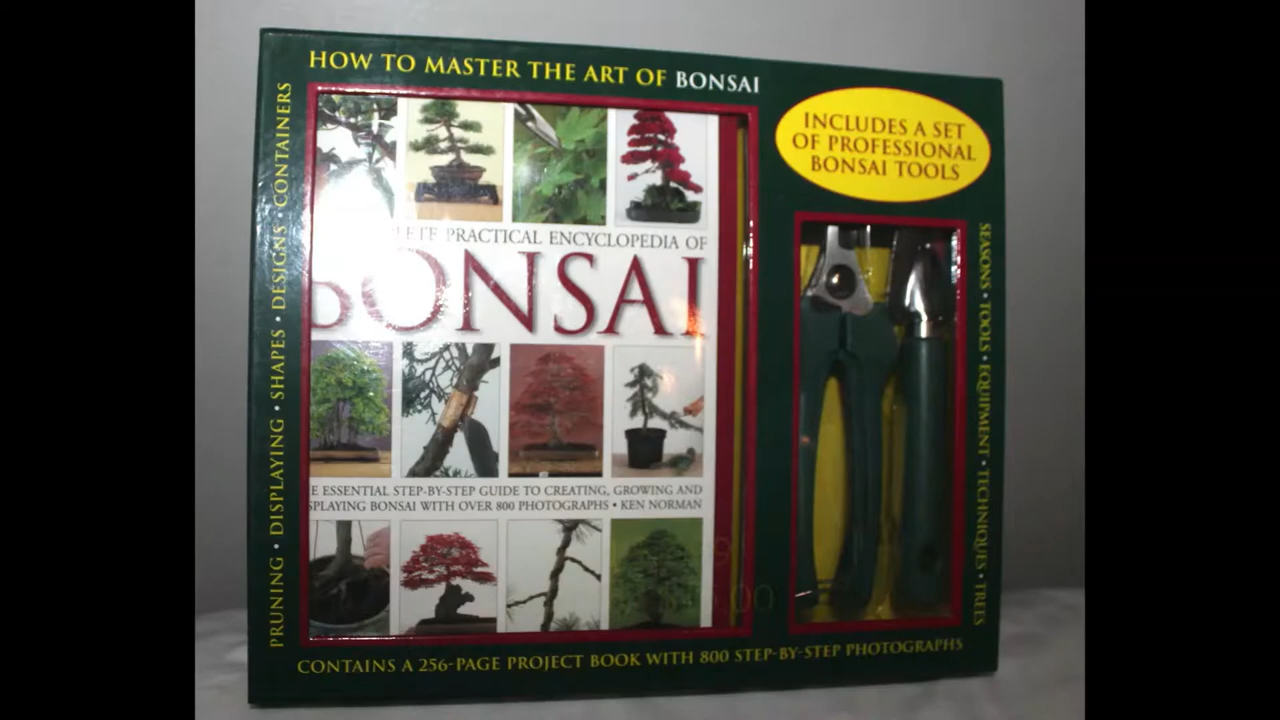 HOW TO MASTER THE ART OF BONSAI
INCLUDES A SET
OF PROFESSIONAL
BONSAI TOOLS
PRUNING • DISPLAYING • SHAPES • DESIGNS • CONTAINERS
PRACTICAL ENCYCLOPEDIA OF
BONSAI
ESSENTIAL STEP-BY-STEP GUIDE TO CREATING, GROWING AND
BONSAI WITH OVER 800 PHOTOGRAPHS • KEN NORMAN
SEASONS • TOOLS • EQUIPMENT • TECHNIQUES • TREES
CONTAINS A 256-PAGE PROJECT BOOK WITH 800 STEP-BY-STEP PHOTOGRAPHS